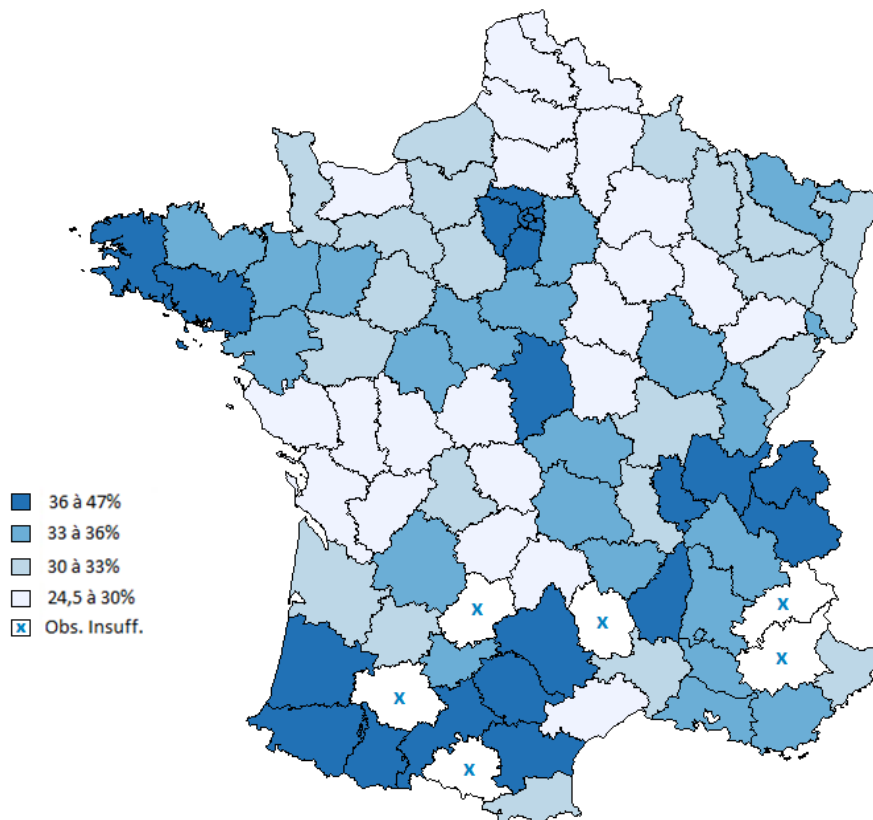 36 à 47%
33 à 36%
30 à 33%
24,5 à 30%
x Obs. Insuff.
x
x
x
x
x
x